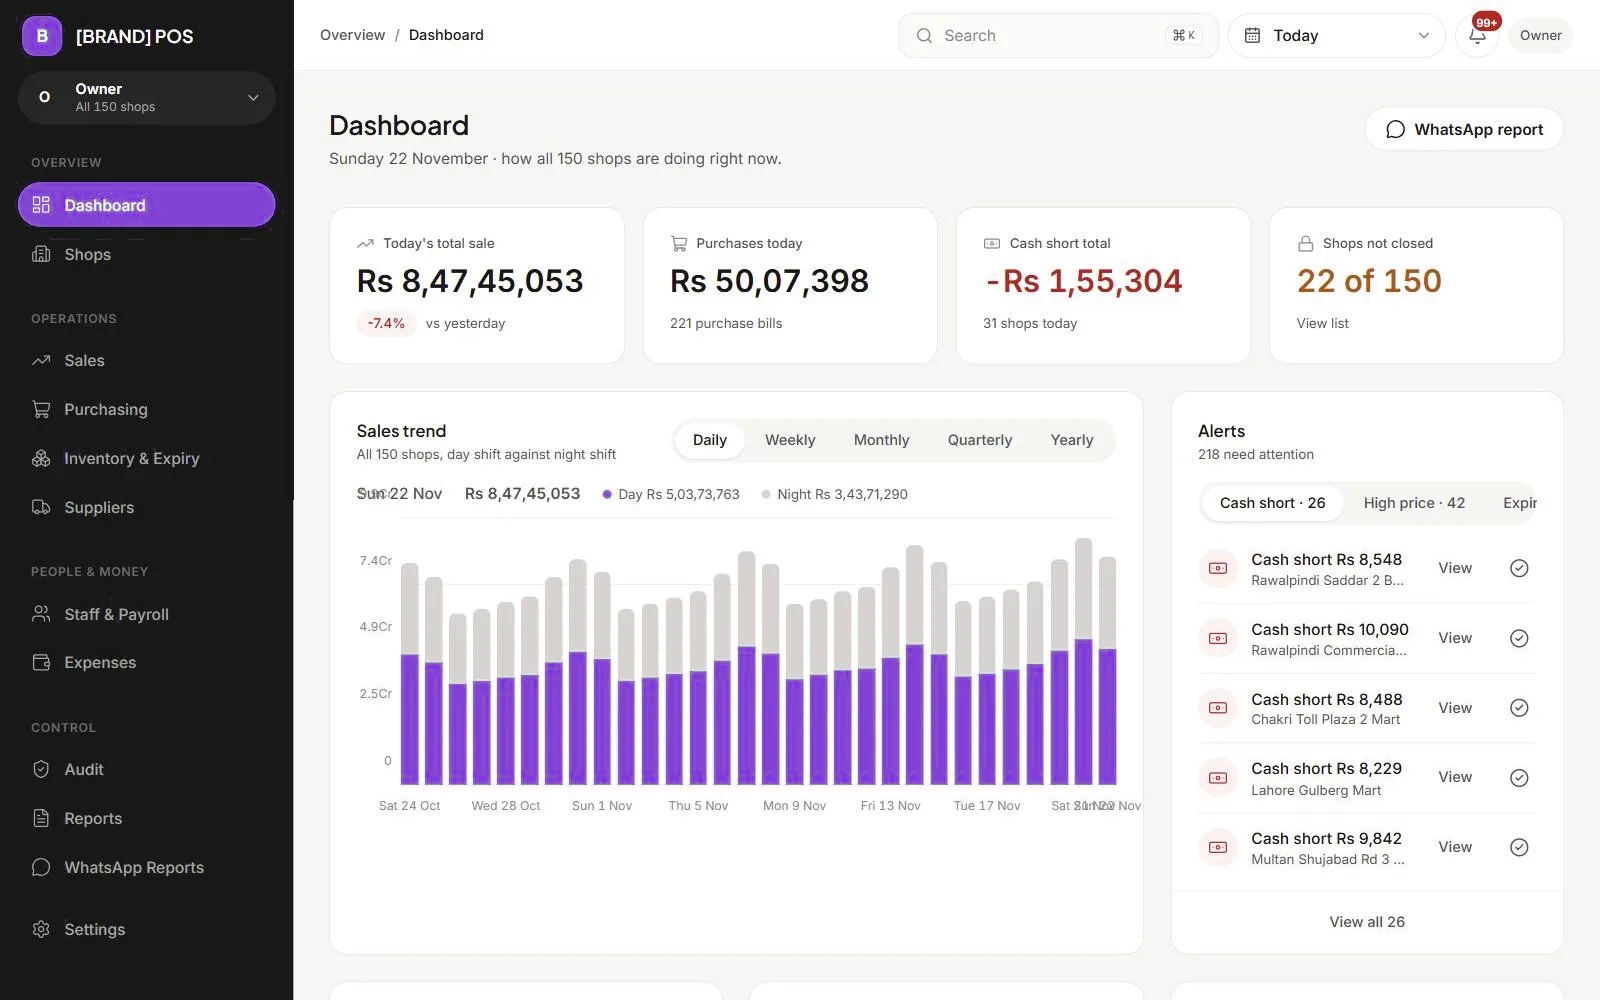 B [BRAND] POS
O Owner
All 150 shops
OVERVIEW
Dashboard
Shops
OPERATIONS
Sales
Purchasing
Inventory & Expiry
Suppliers
PEOPLE & MONEY
Staff & Payroll
Expenses
CONTROL
Audit
Reports
WhatsApp Reports
Settings
Overview / Dashboard
Search ⌘ K
Today
99+
Owner
Dashboard
Sunday 22 November · how all 150 shops are doing right now.
WhatsApp report
Today's total sale
Rs 8,47,45,053
-7.4% vs yesterday
Purchases today
Rs 50,07,398
221 purchase bills
Cash short total
-Rs 1,55,304
31 shops today
Shops not closed
22 of 150
View list
Sales trend
All 150 shops, day shift against night shift
Daily Weekly Monthly Quarterly Yearly
Sun 22 Nov Rs 8,47,45,053 Day Rs 5,03,73,763 Night Rs 3,43,71,290
7.4Cr
4.9Cr
2.5Cr
0
Sat 24 Oct Wed 28 Oct Sun 1 Nov Thu 5 Nov Mon 9 Nov Fri 13 Nov Tue 17 Nov Sat 21 Nov Sun 22 Nov
Alerts
218 need attention
Cash short · 26 High price · 42 Expir
Cash short Rs 8,548
Rawalpindi Saddar 2 B...
View
Cash short Rs 10,090
Rawalpindi Commercia...
View
Cash short Rs 8,488
Chakri Toll Plaza 2 Mart
View
Cash short Rs 8,229
Lahore Gulberg Mart
View
Cash short Rs 9,842
Multan Shujabad Rd 3 ...
View
View all 26